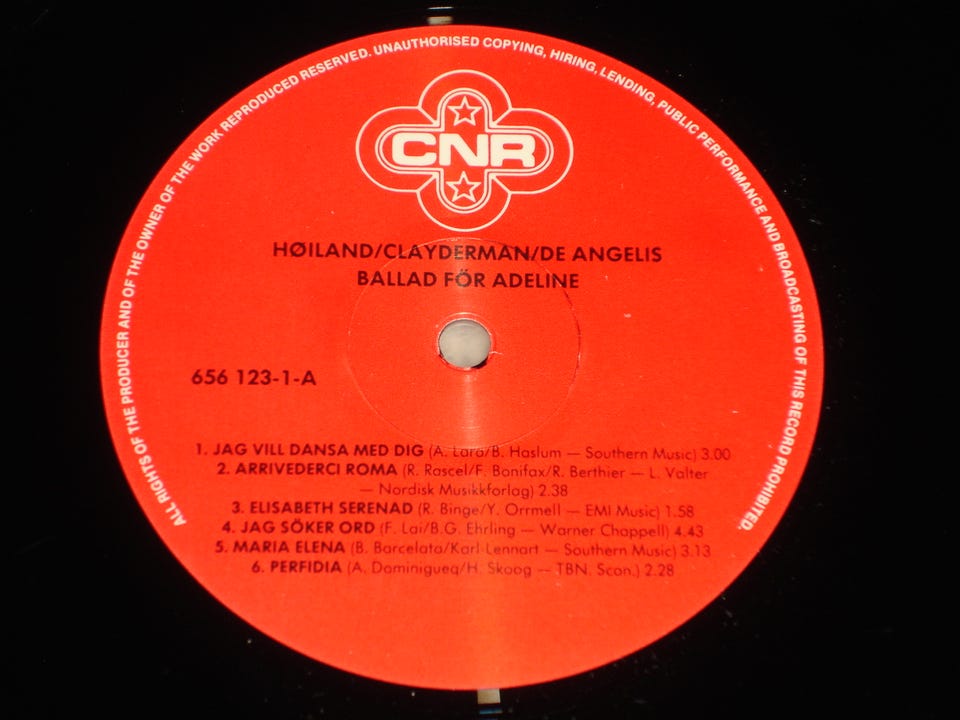 ALL RIGHTS OF THE PRODUCER AND OF THE OWNER OF THE WORK REPRODUCED RESERVED. UNAUTHORISED COPYING, HIRING, LENDING, PUBLIC PERFORMANCE AND BROADCASTING OF THIS RECORD PROHIBITED.
CNR
HØILAND/CLAYDERMAN/DE ANGELIS
BALLAD FÖR ADELINE
656 123-1-A
1. JAG VILL DANSA MED DIG (A. Lara/B. Haslum — Southern Music) 3.00
2. ARRIVEDERCI ROMA (R. Rascel/F. Bonifax/R. Berthier — L. Valter
— Nordisk Musikkforlag) 2.38
3. ELISABETH SERENAD (R. Binge/Y. Orrmell — EMI Music) 1.58
4. JAG SÖKER ORD (F. Lai/B.G. Ehrling — Warner Chappell) 4.43
5. MARIA ELENA (B. Barcelata/Karl-Lennart — Southern Music) 3.13
6. PERFIDIA (A. Dominigueq/H. Skoog — TBN. Scan.) 2.28